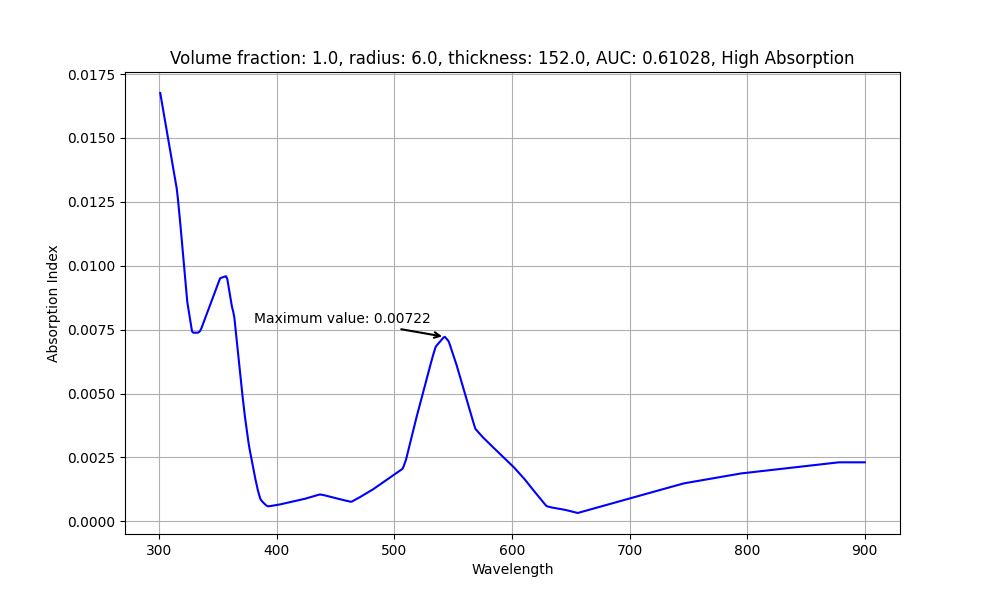 Volume fraction: 1.0, radius: 6.0, thickness: 152.0, AUC: 0.61028, High Absorption
0.0175
0.0150
0.0125
0.0100
0.0075
0.0050
0.0025
0.0000
Absorption Index
Maximum value: 0.00722
300 400 500 600 700 800 900
Wavelength